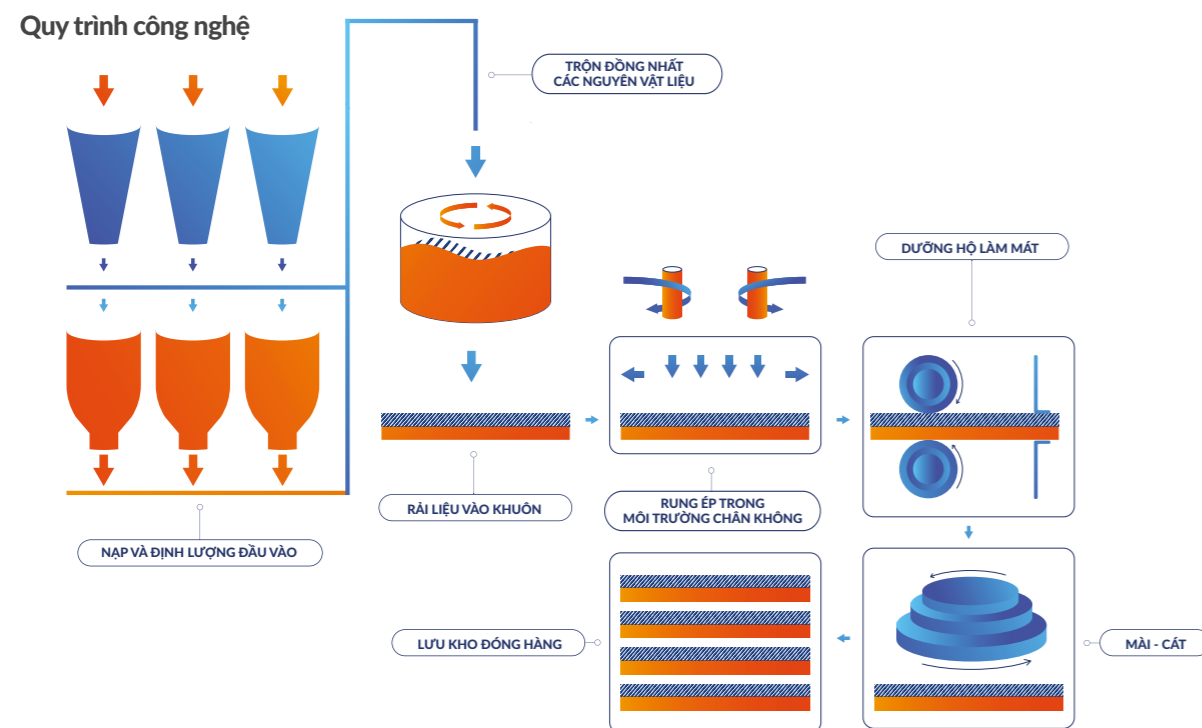 Quy trình công nghệ
TRỘN ĐỒNG NHẤT
CÁC NGUYÊN VẬT LIỆU
DƯỠNG HỘ LÀM MÁT
RẢI LIỆU VÀO KHUÔN
RUNG ÉP TRONG
MÔI TRƯỜNG CHÂN KHÔNG
NẠP VÀ ĐỊNH LƯỢNG ĐẦU VÀO
LƯU KHO ĐÓNG HÀNG
MÀI - CÁT